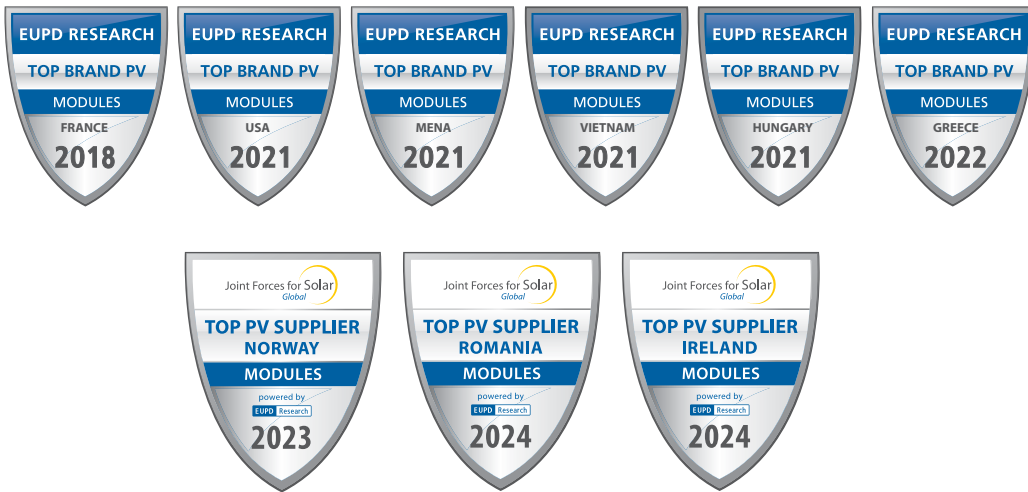 EUPD RESEARCH
TOP BRAND PV
MODULES
FRANCE
2018
EUPD RESEARCH
TOP BRAND PV
MODULES
USA
2021
EUPD RESEARCH
TOP BRAND PV
MODULES
MENA
2021
EUPD RESEARCH
TOP BRAND PV
MODULES
VIETNAM
2021
EUPD RESEARCH
TOP BRAND PV
MODULES
HUNGARY
2021
EUPD RESEARCH
TOP BRAND PV
MODULES
GREECE
2022
Joint Forces for Solar
Global
TOP PV SUPPLIER
NORWAY
MODULES
powered by
EUPD Research
2023
Joint Forces for Solar
Global
TOP PV SUPPLIER
ROMANIA
MODULES
powered by
EUPD Research
2024
Joint Forces for Solar
Global
TOP PV SUPPLIER
IRELAND
MODULES
powered by
EUPD Research
2024